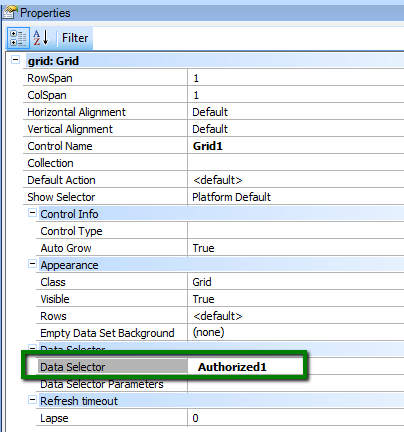 Properties
Filter
grid: Grid
RowSpan 1
ColSpan 1
Horizontal Alignment Default
Vertical Alignment Default
Control Name Grid1
Collection
Default Action <default>
Show Selector Platform Default
Control Info
Control Type
Auto Grow True
Appearance
Class Grid
Visible True
Rows <default>
Empty Data Set Background (none)
Data Selector
Data Selector Authorized1
Data Selector Parameters
Refresh timeout
Lapse 0